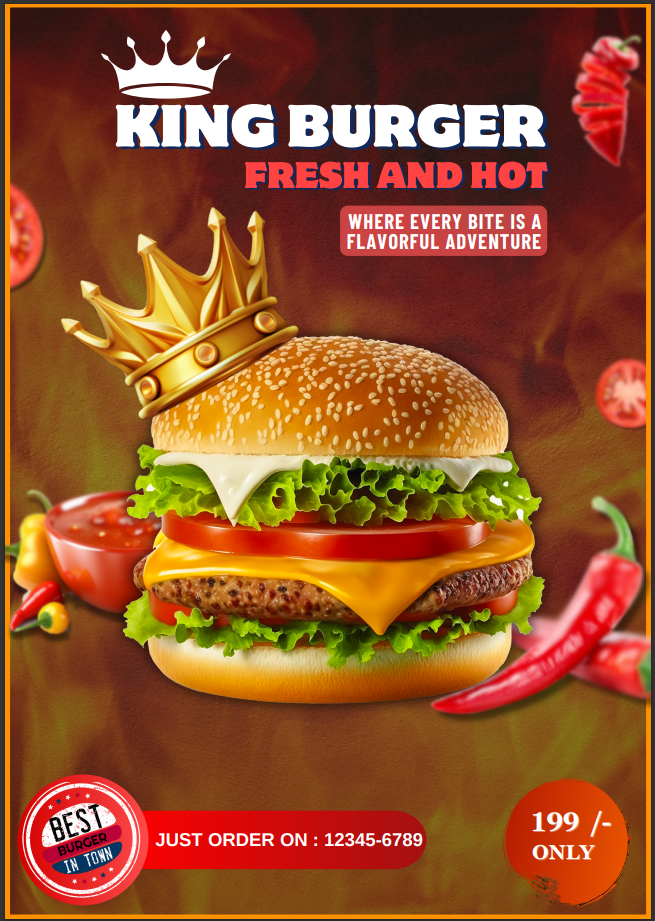 KING BURGER
FRESH AND HOT
WHERE EVERY BITE IS A
FLAVORFUL ADVENTURE
BEST
BURGER
IN TOWN
JUST ORDER ON : 12345-6789
199 /-
ONLY